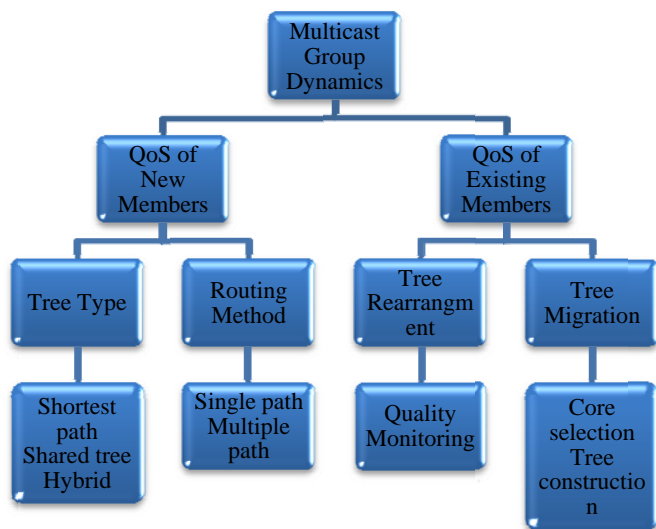 Multicast
Group
Dynamics
QoS of
New
Members
QoS of
Existing
Members
Tree Type
Routing
Method
Tree
Rearrangm
ent
Tree
Migration
Shortest
path
Shared tree
Hybrid
Single path
Multiple
path
Quality
Monitoring
Core
selection
Tree
constructio
n